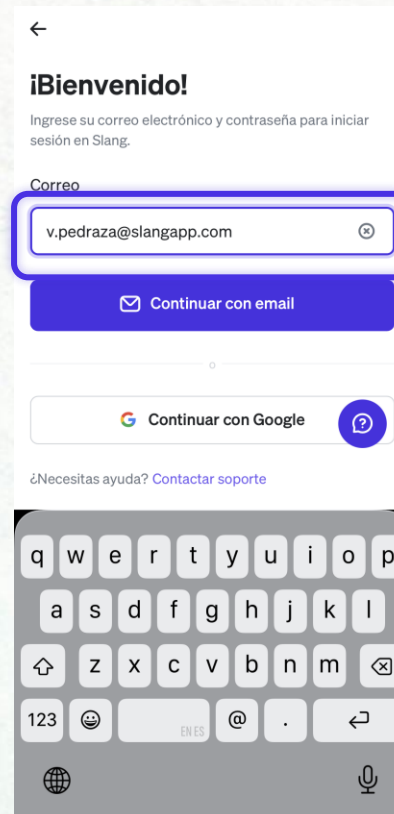 ¡Bienvenido!
Ingrese su correo electrónico y contraseña para iniciar
sesión en Slang.
Correo
v.pedraza@slangapp.com
Continuar con email
o
Continuar con Google
¿Necesitas ayuda? Contactar soporte
q w e r t y u i o p
a s d f g h j k l
z x c v b n m
123 EN ES @ .